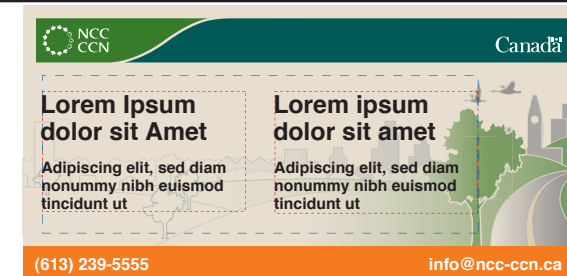 NCC
CCN
Canada
Lorem Ipsum
dolor sit Amet
Adipiscing elit, sed diam
nonummy nibh euismod
tincidunt ut
Lorem ipsum
dolor sit amet
Adipiscing elit, sed diam
nonummy nibh euismod
tincidunt ut
(613) 239-5555
info@ncc-ccn.ca